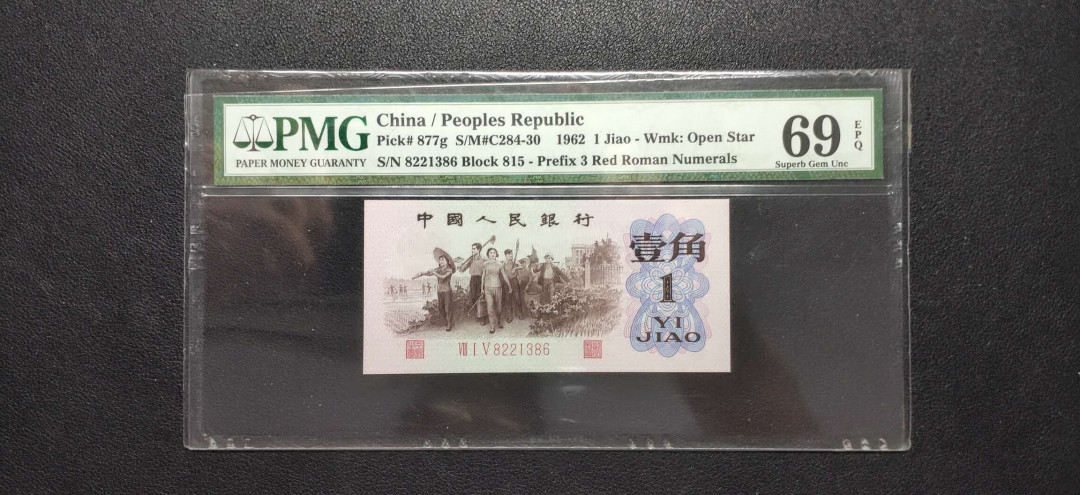 PMG
PAPER MONEY GUARANTY
China / Peoples Republic
Pick# 877g S/M#C284-30 1962 1 Jiao - Wmk: Open Star
S/N 8221386 Block 815 - Prefix 3 Red Roman Numerals
69
EPQ
Superb Gem Unc
中國人民銀行
壹角
1
YI
JIAO
Ⅷ I V 8221386